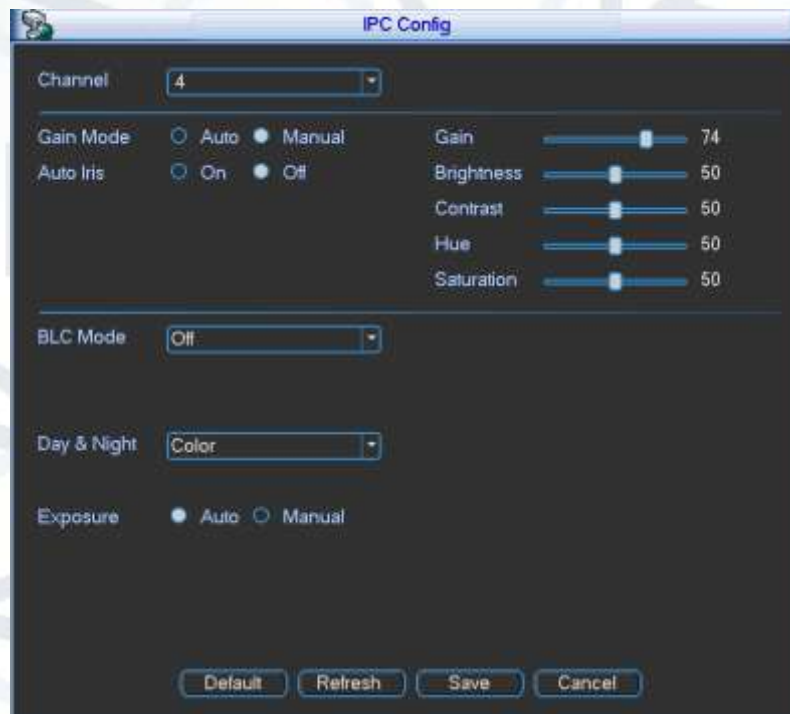 IPC Config
Channel 4
Gain Mode Auto Manual Gain 74
Auto Iris On Off Brightness 50
Contrast 50
Hue 50
Saturation 50
BLC Mode Off
Day & Night Color
Exposure Auto Manual
Default Refresh Save Cancel